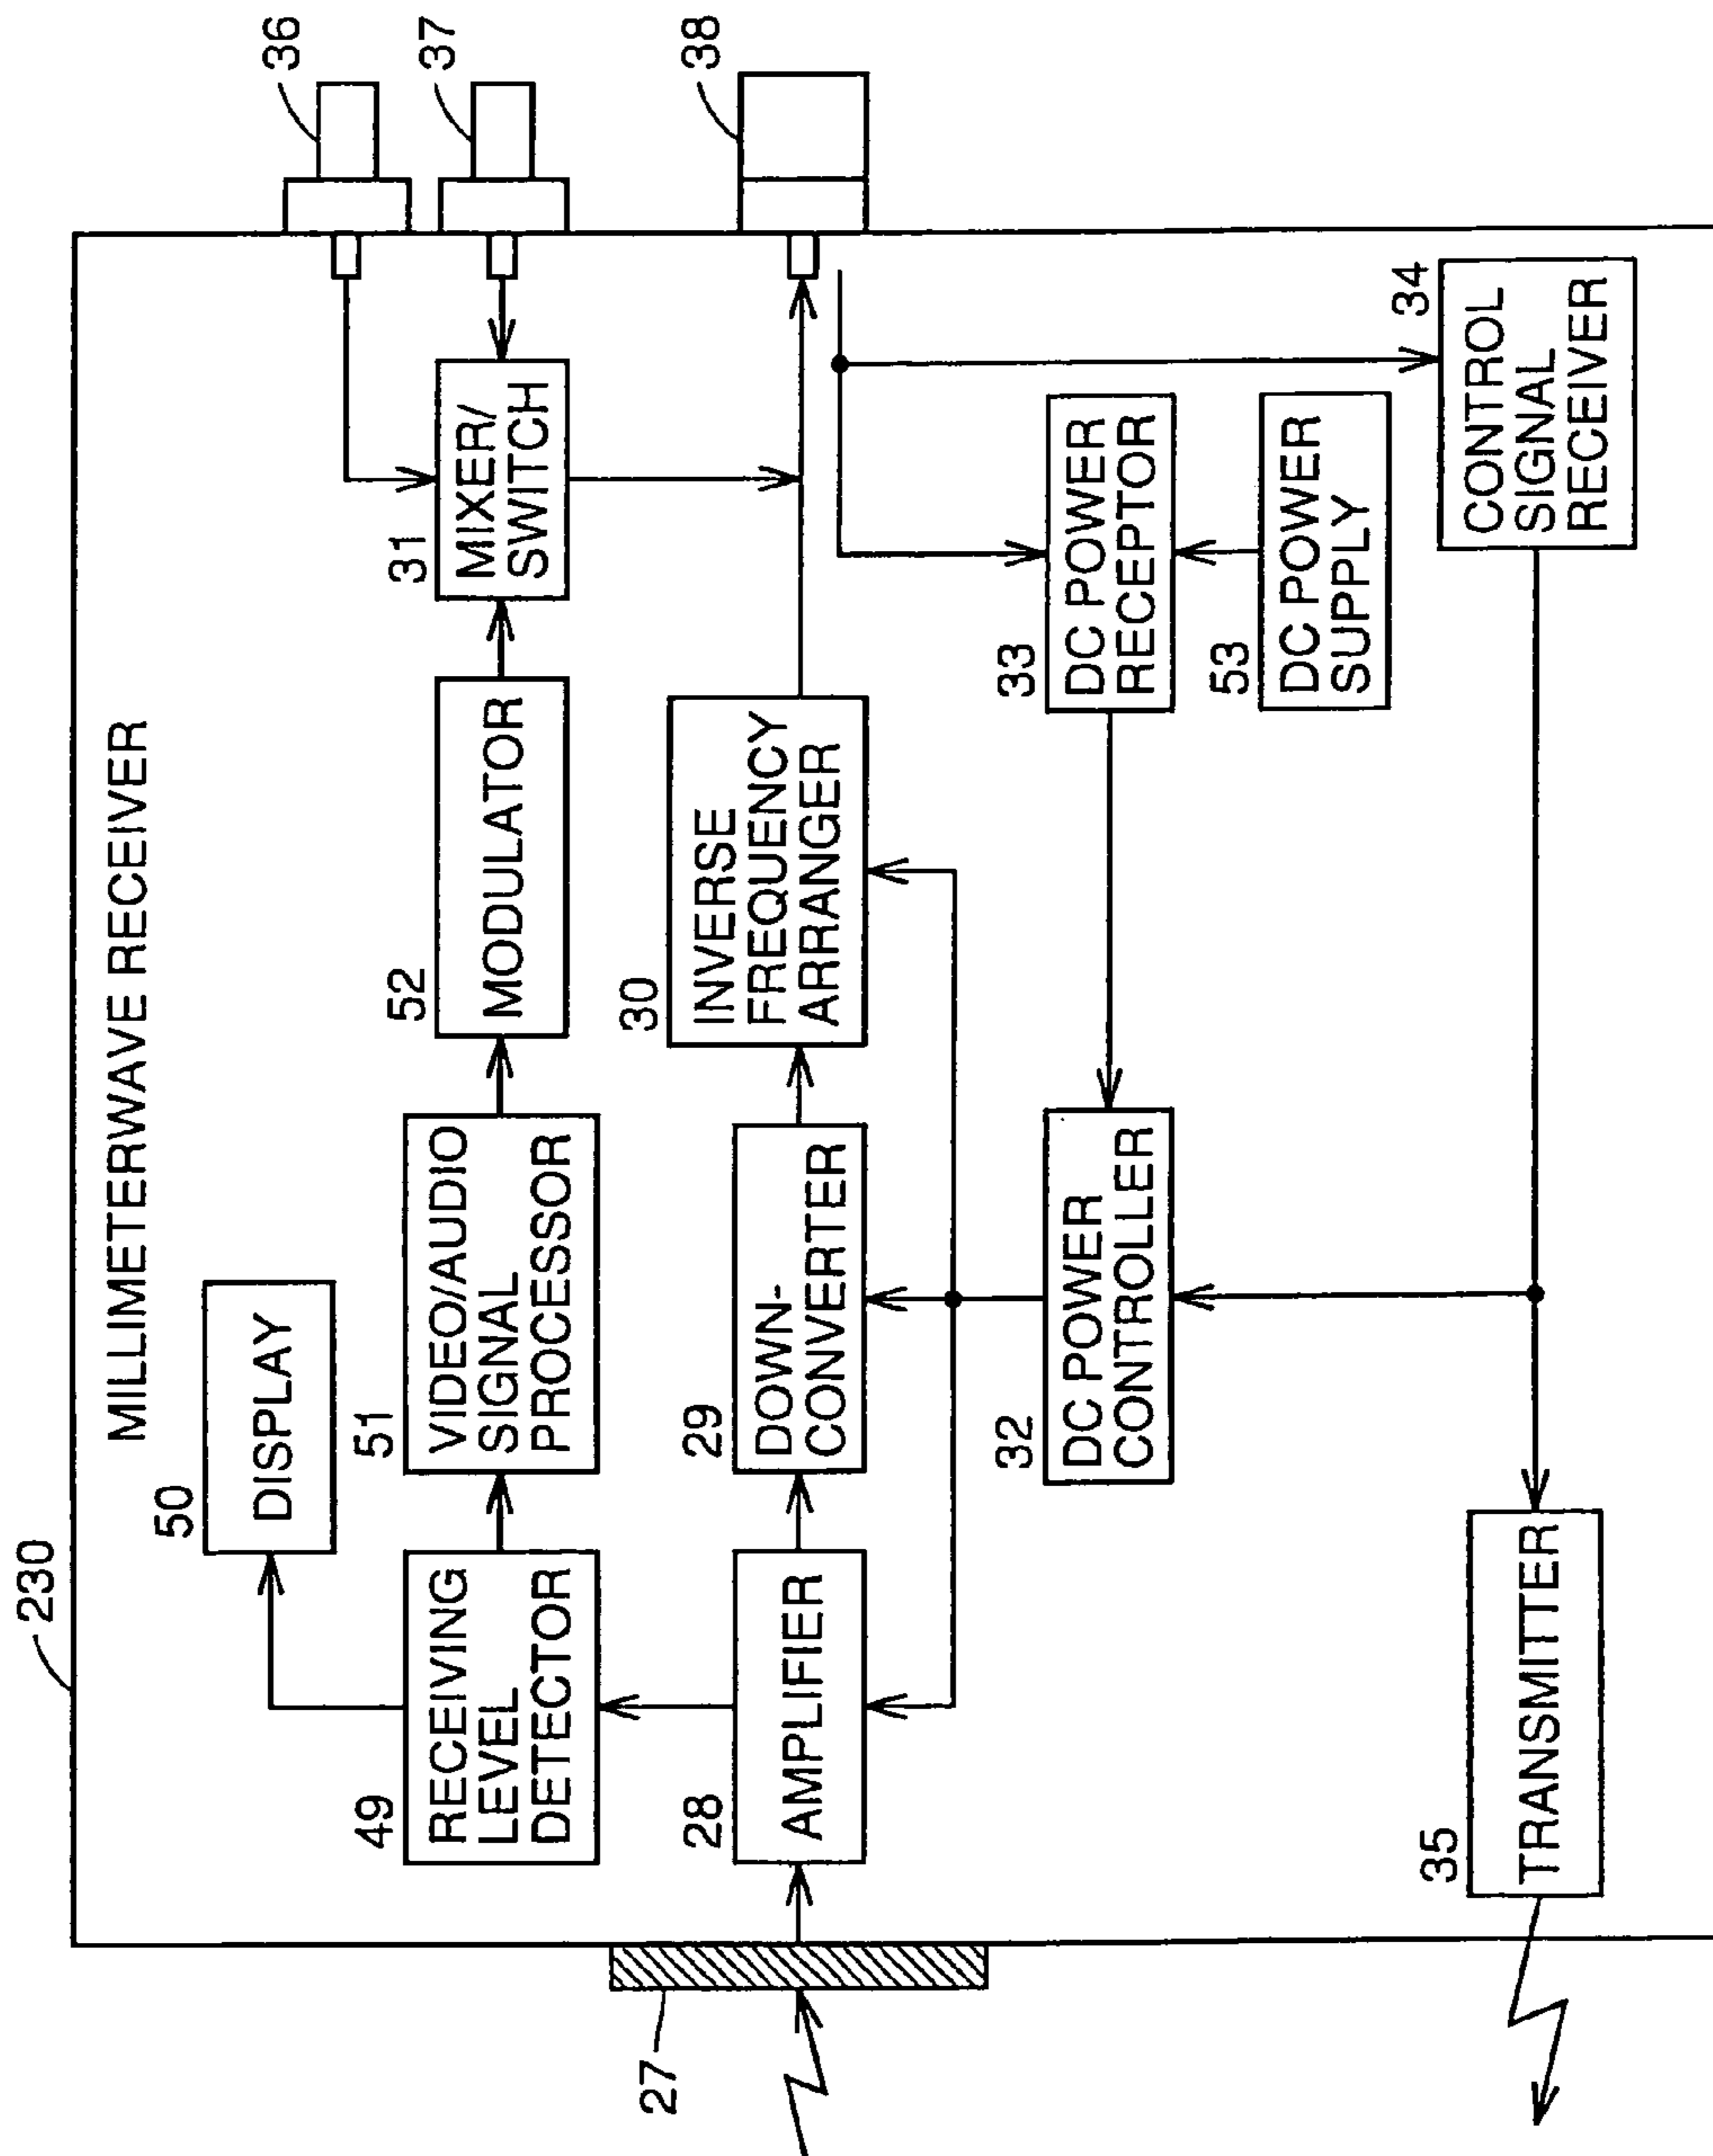 230
MILLIMETERWAVE RECEIVER
50
DISPLAY
36
49
RECEIVING
LEVEL
DETECTOR
51
VIDEO/AUDIO
SIGNAL
PROCESSOR
52
MODULATOR
31
MIXER/
SWITCH
37
27
28
AMPLIFIER
29
DOWN-
CONVERTER
30
INVERSE
FREQUENCY
ARRANGER
38
32
DC POWER
CONTROLLER
33
DC POWER
RECEPTOR
53
DC POWER
SUPPLY
35
TRANSMITTER
34
CONTROL
SIGNAL
RECEIVER